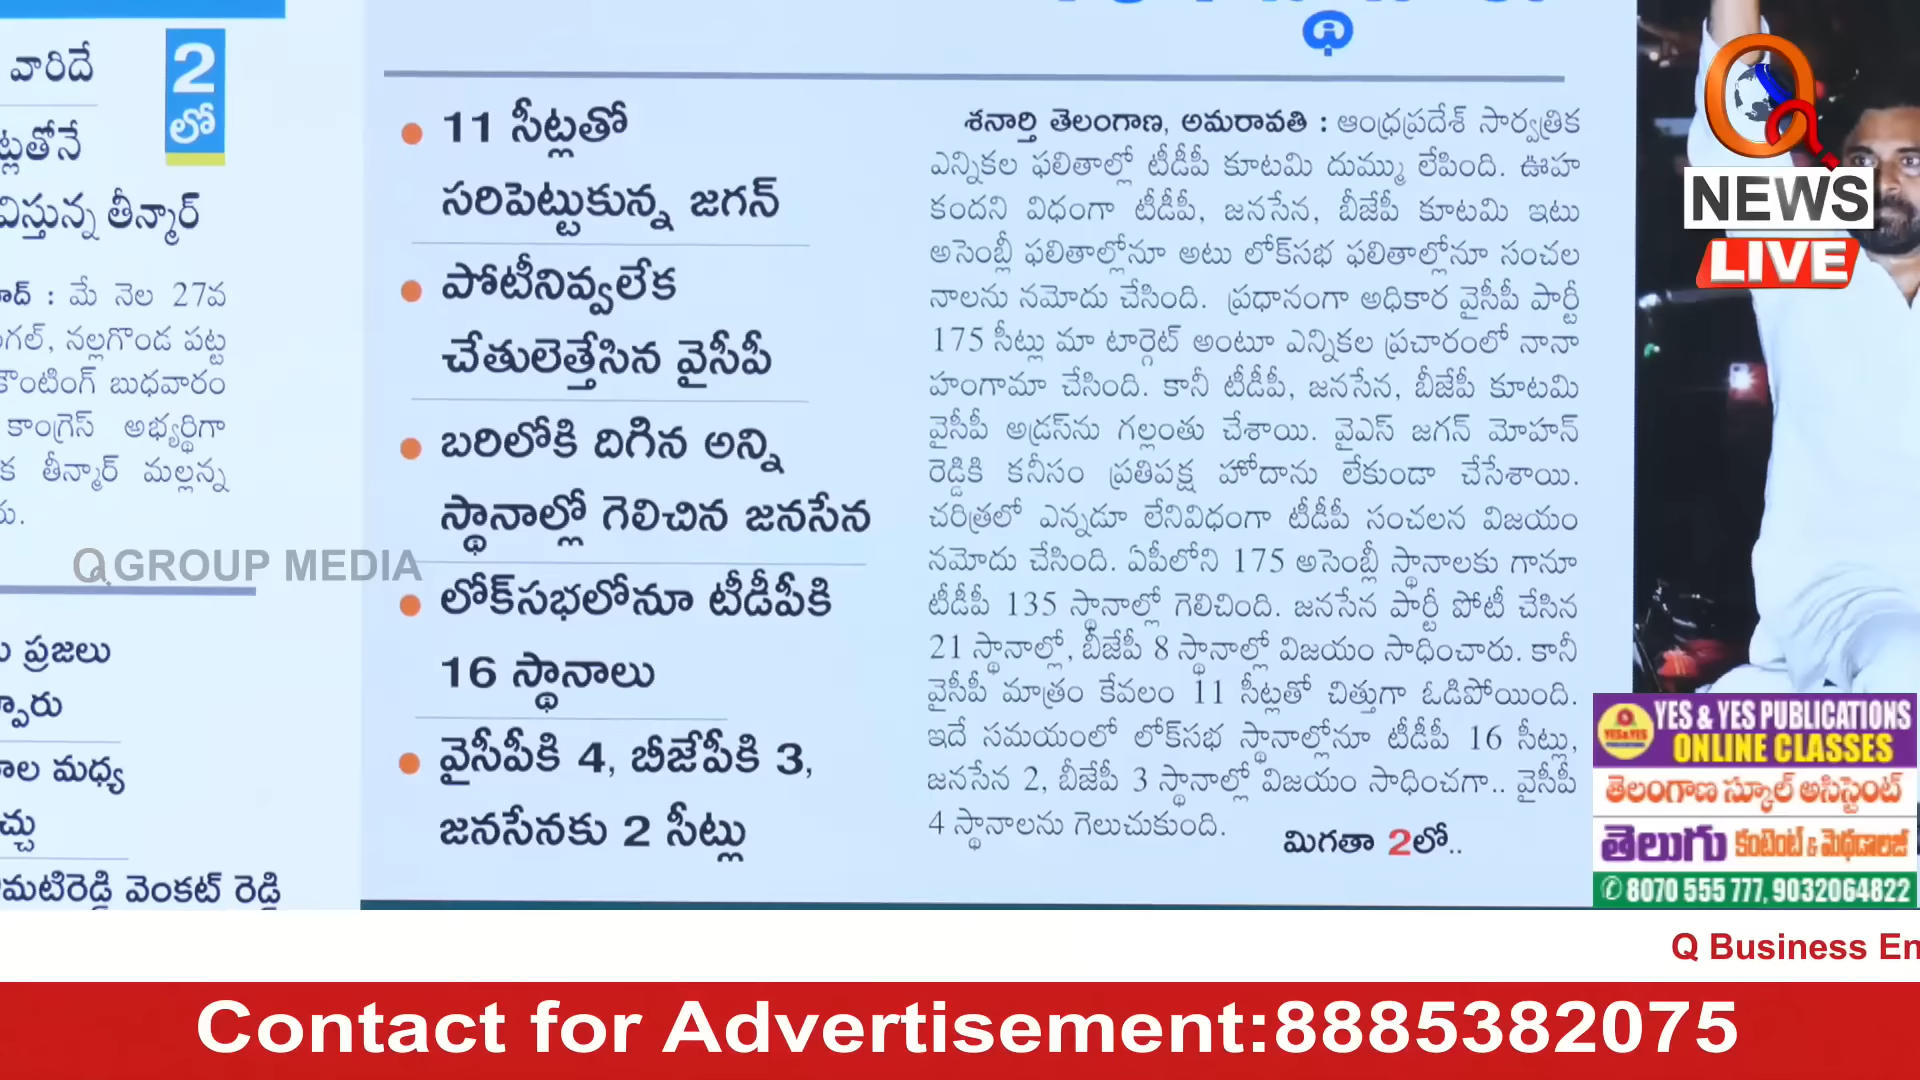 వారిదే
2
లో
ట్లతోనే
విస్తున్న తీన్మార్
: మే నెల 27వ
నల్లగొండ పట్ట
కౌంటింగ్ బుధవారం
కాంగ్రెస్ అభ్యర్థిగా
క తీన్మార్ మల్లన్న
ప్రజలు
మధ్య
వెంకట్ రెడ్డి
11 సీట్లతో
సరిపెట్టుకున్న జగన్
పోటీనివ్వలేక
చేతులెత్తేసిన వైసీపీ
బరిలోకి దిగిన అన్ని
స్థానాల్లో గెలిచిన జనసేన
లోక్‌సభలోనూ టీడీపీకి
16 స్థానాలు
వైసీపీకి 4, బీజేపీకి 3,
జనసేనకు 2 సీట్లు
శనార్తి తెలంగాణ, అమరావతి : ఆంధ్రప్రదేశ్ సార్వత్రిక
ఎన్నికల ఫలితాల్లో టీడీపీ కూటమి దుమ్ము లేపింది. ఊహ
కందని విధంగా టీడీపీ, జనసేన, బీజేపీ కూటమి ఇటు
అసెంబ్లీ ఫలితాల్లోనూ అటు లోక్‌సభ ఫలితాల్లోనూ సంచల
నాలను నమోదు చేసింది. ప్రధానంగా అధికార వైసీపీ పార్టీ
175 సీట్లు మా టార్గెట్ అంటూ ఎన్నికల ప్రచారంలో నానా
హంగామా చేసింది. కానీ టీడీపీ, జనసేన, బీజేపీ కూటమి
వైసీపీ అడ్రస్‌ను గల్లంతు చేశాయి. వైఎస్ జగన్ మోహన్
రెడ్డికి కనీసం ప్రతిపక్ష హోదాను లేకుండా చేసేశాయి.
చరిత్రలో ఎన్నడూ లేనివిధంగా టీడీపీ సంచలన విజయం
నమోదు చేసింది. ఏపీలోని 175 అసెంబ్లీ స్థానాలకు గానూ
టీడీపీ 135 స్థానాల్లో గెలిచింది. జనసేన పార్టీ పోటీ చేసిన
21 స్థానాల్లో, బీజేపీ 8 స్థానాల్లో విజయం సాధించారు. కానీ
వైసీపీ మాత్రం కేవలం 11 సీట్లతో చిత్తుగా ఓడిపోయింది.
ఇదే సమయంలో లోక్‌సభ స్థానాల్లోనూ టీడీపీ 16 సీట్లు,
జనసేన 2, బీజేపీ 3 స్థానాల్లో విజయం సాధించగా.. వైసీపీ
4 స్థానాలను గెలుచుకుంది.
మిగతా 2లో..
Q GROUP MEDIA
Q
NEWS
LIVE
YES & YES PUBLICATIONS
ONLINE CLASSES
తెలంగాణ స్కూల్ అసిస్టెంట్
తెలుగు కంటెంట్ & మెథడాలజీ
8070 555 777, 9032064822
Q Business En
Contact for Advertisement:8885382075